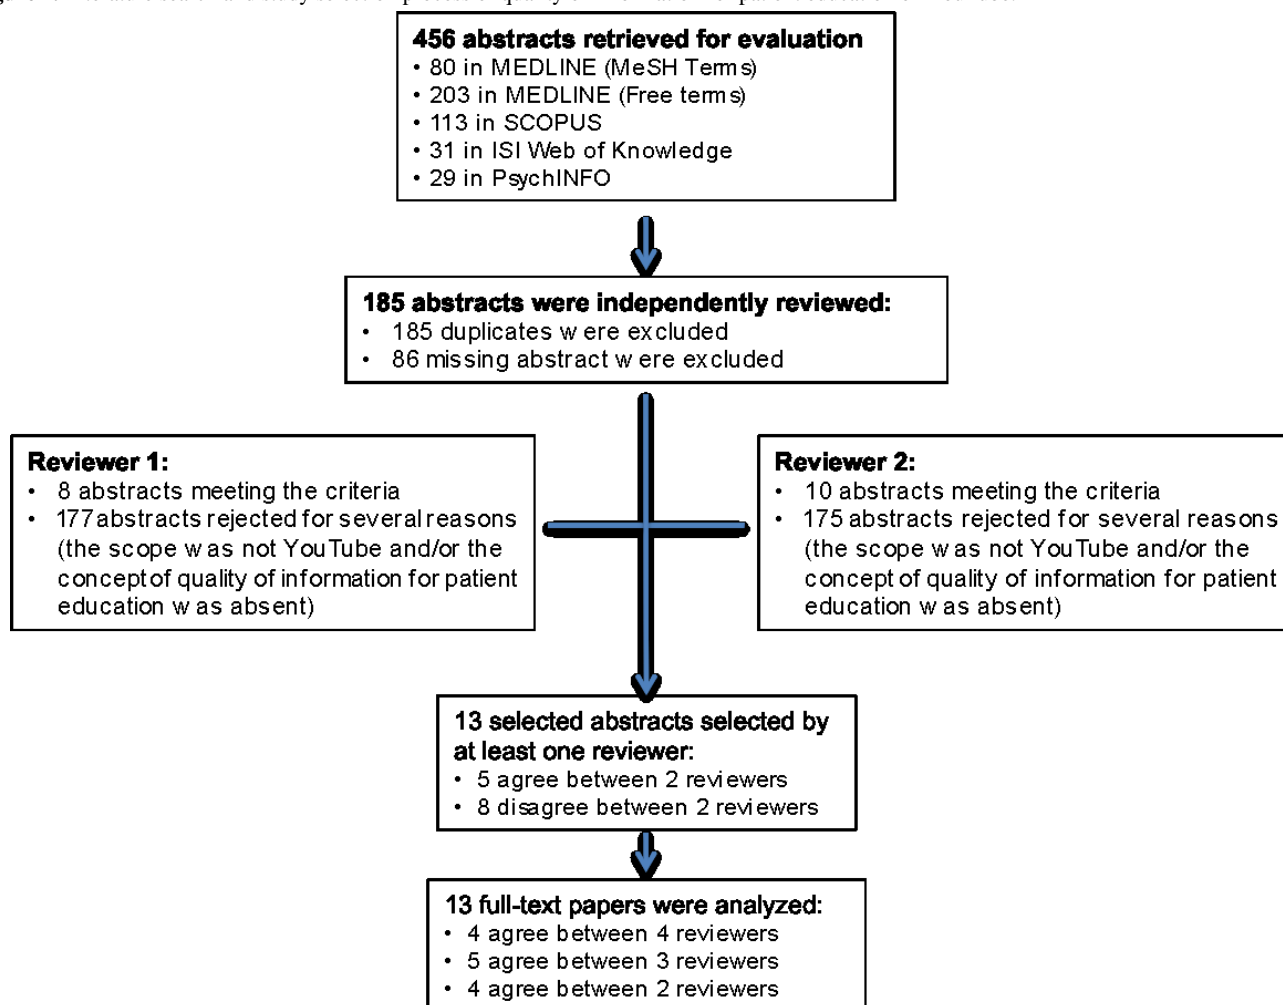 456 abstracts retrieved for evaluation
• 80 in MEDLINE (MeSH Terms)
• 203 in MEDLINE (Free terms)
• 113 in SCOPUS
• 31 in ISI Web of Knowledge
• 29 in PsychINFO
185 abstracts were independently reviewed:
• 185 duplicates were excluded
• 86 missing abstract were excluded
Reviewer 1:
• 8 abstracts meeting the criteria
• 177 abstracts rejected for several reasons
(the scope was not YouTube and/or the
concept of quality of information for patient
education was absent)
Reviewer 2:
• 10 abstracts meeting the criteria
• 175 abstracts rejected for several reasons
(the scope was not YouTube and/or the
concept of quality of information for patient
education was absent)
13 selected abstracts selected by
at least one reviewer:
• 5 agree between 2 reviewers
• 8 disagree between 2 reviewers
13 full-text papers were analyzed:
• 4 agree between 4 reviewers
• 5 agree between 3 reviewers
• 4 agree between 2 reviewers